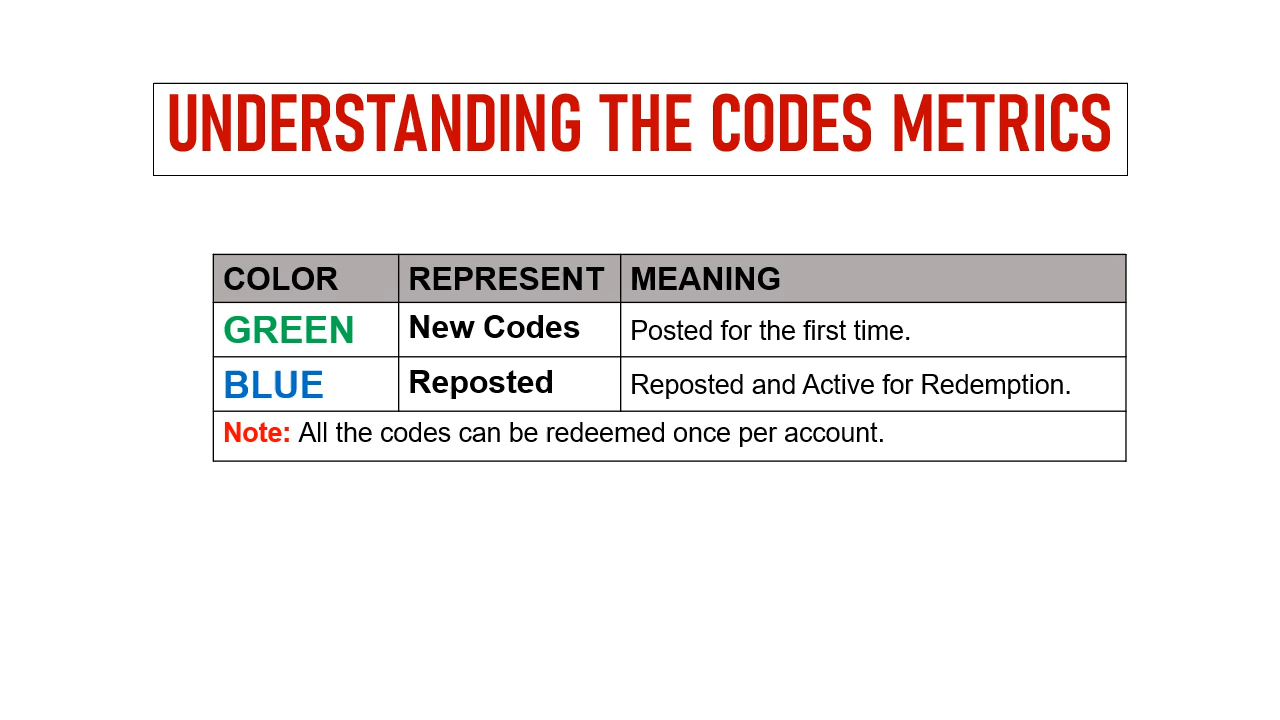 UNDERSTANDING THE CODES METRICS
COLOR REPRESENT MEANING
GREEN New Codes Posted for the first time.
BLUE Reposted Reposted and Active for Redemption.
Note: All the codes can be redeemed once per account.